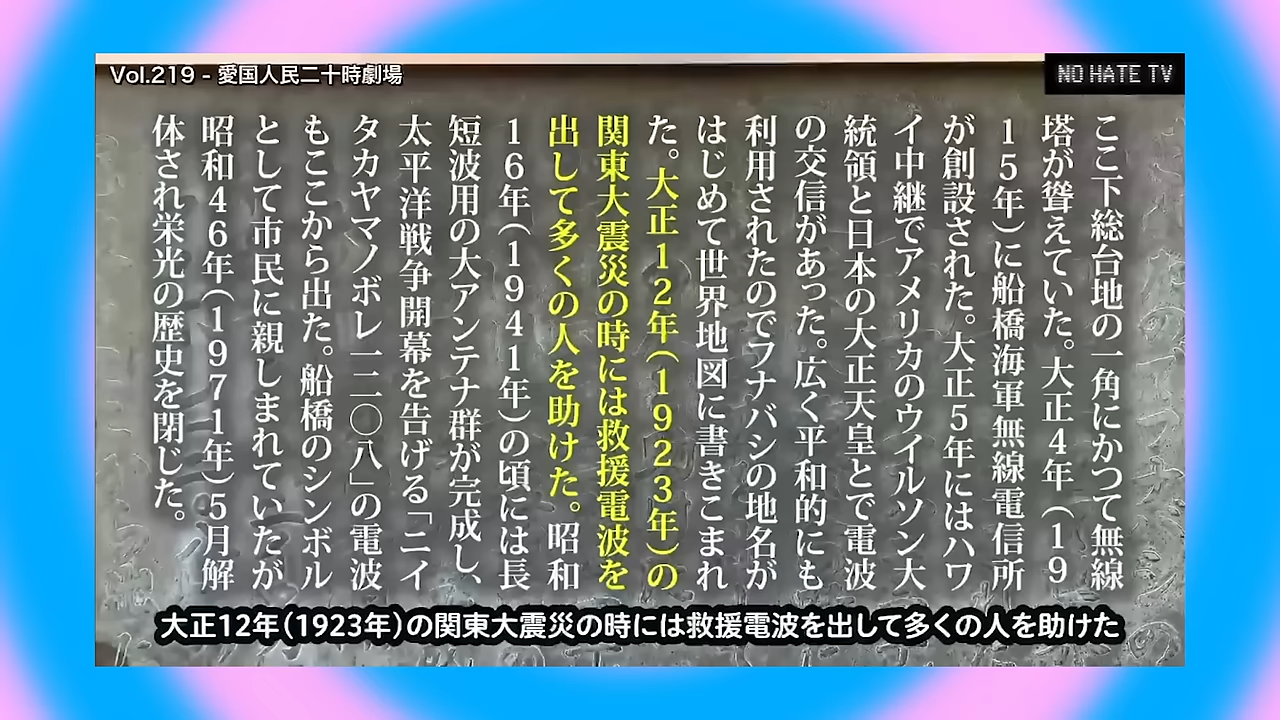 Vol.219 - 愛国人民二十時劇場
NO HATE TV
ここ下総台地の一角にかつて無線
塔が聳えていた。大正4年（19
15年）に船橋海軍無線電信所
が創設された。大正5年にはハワ
イ中継でアメリカのウイルソン大
統領と日本の大正天皇とで電波
の交信があった。広く平和的にも
利用されたのでフナバシの地名が
はじめて世界地図に書きこまれ
た。大正12年（1923年）の
関東大震災の時には救援電波を
出して多くの人を助けた。昭和
16年（1941年）の頃には長
短波用の大アンテナ群が完成し、
太平洋戦争開幕を告げる「ニイ
タカヤマノボレ一二〇八」の電波
もここから出た。船橋のシンボル
として市民に親しまれていたが
昭和46年（1971年）5月解
体され栄光の歴史を閉じた。
大正12年（1923年）の関東大震災の時には救援電波を出して多くの人を助けた